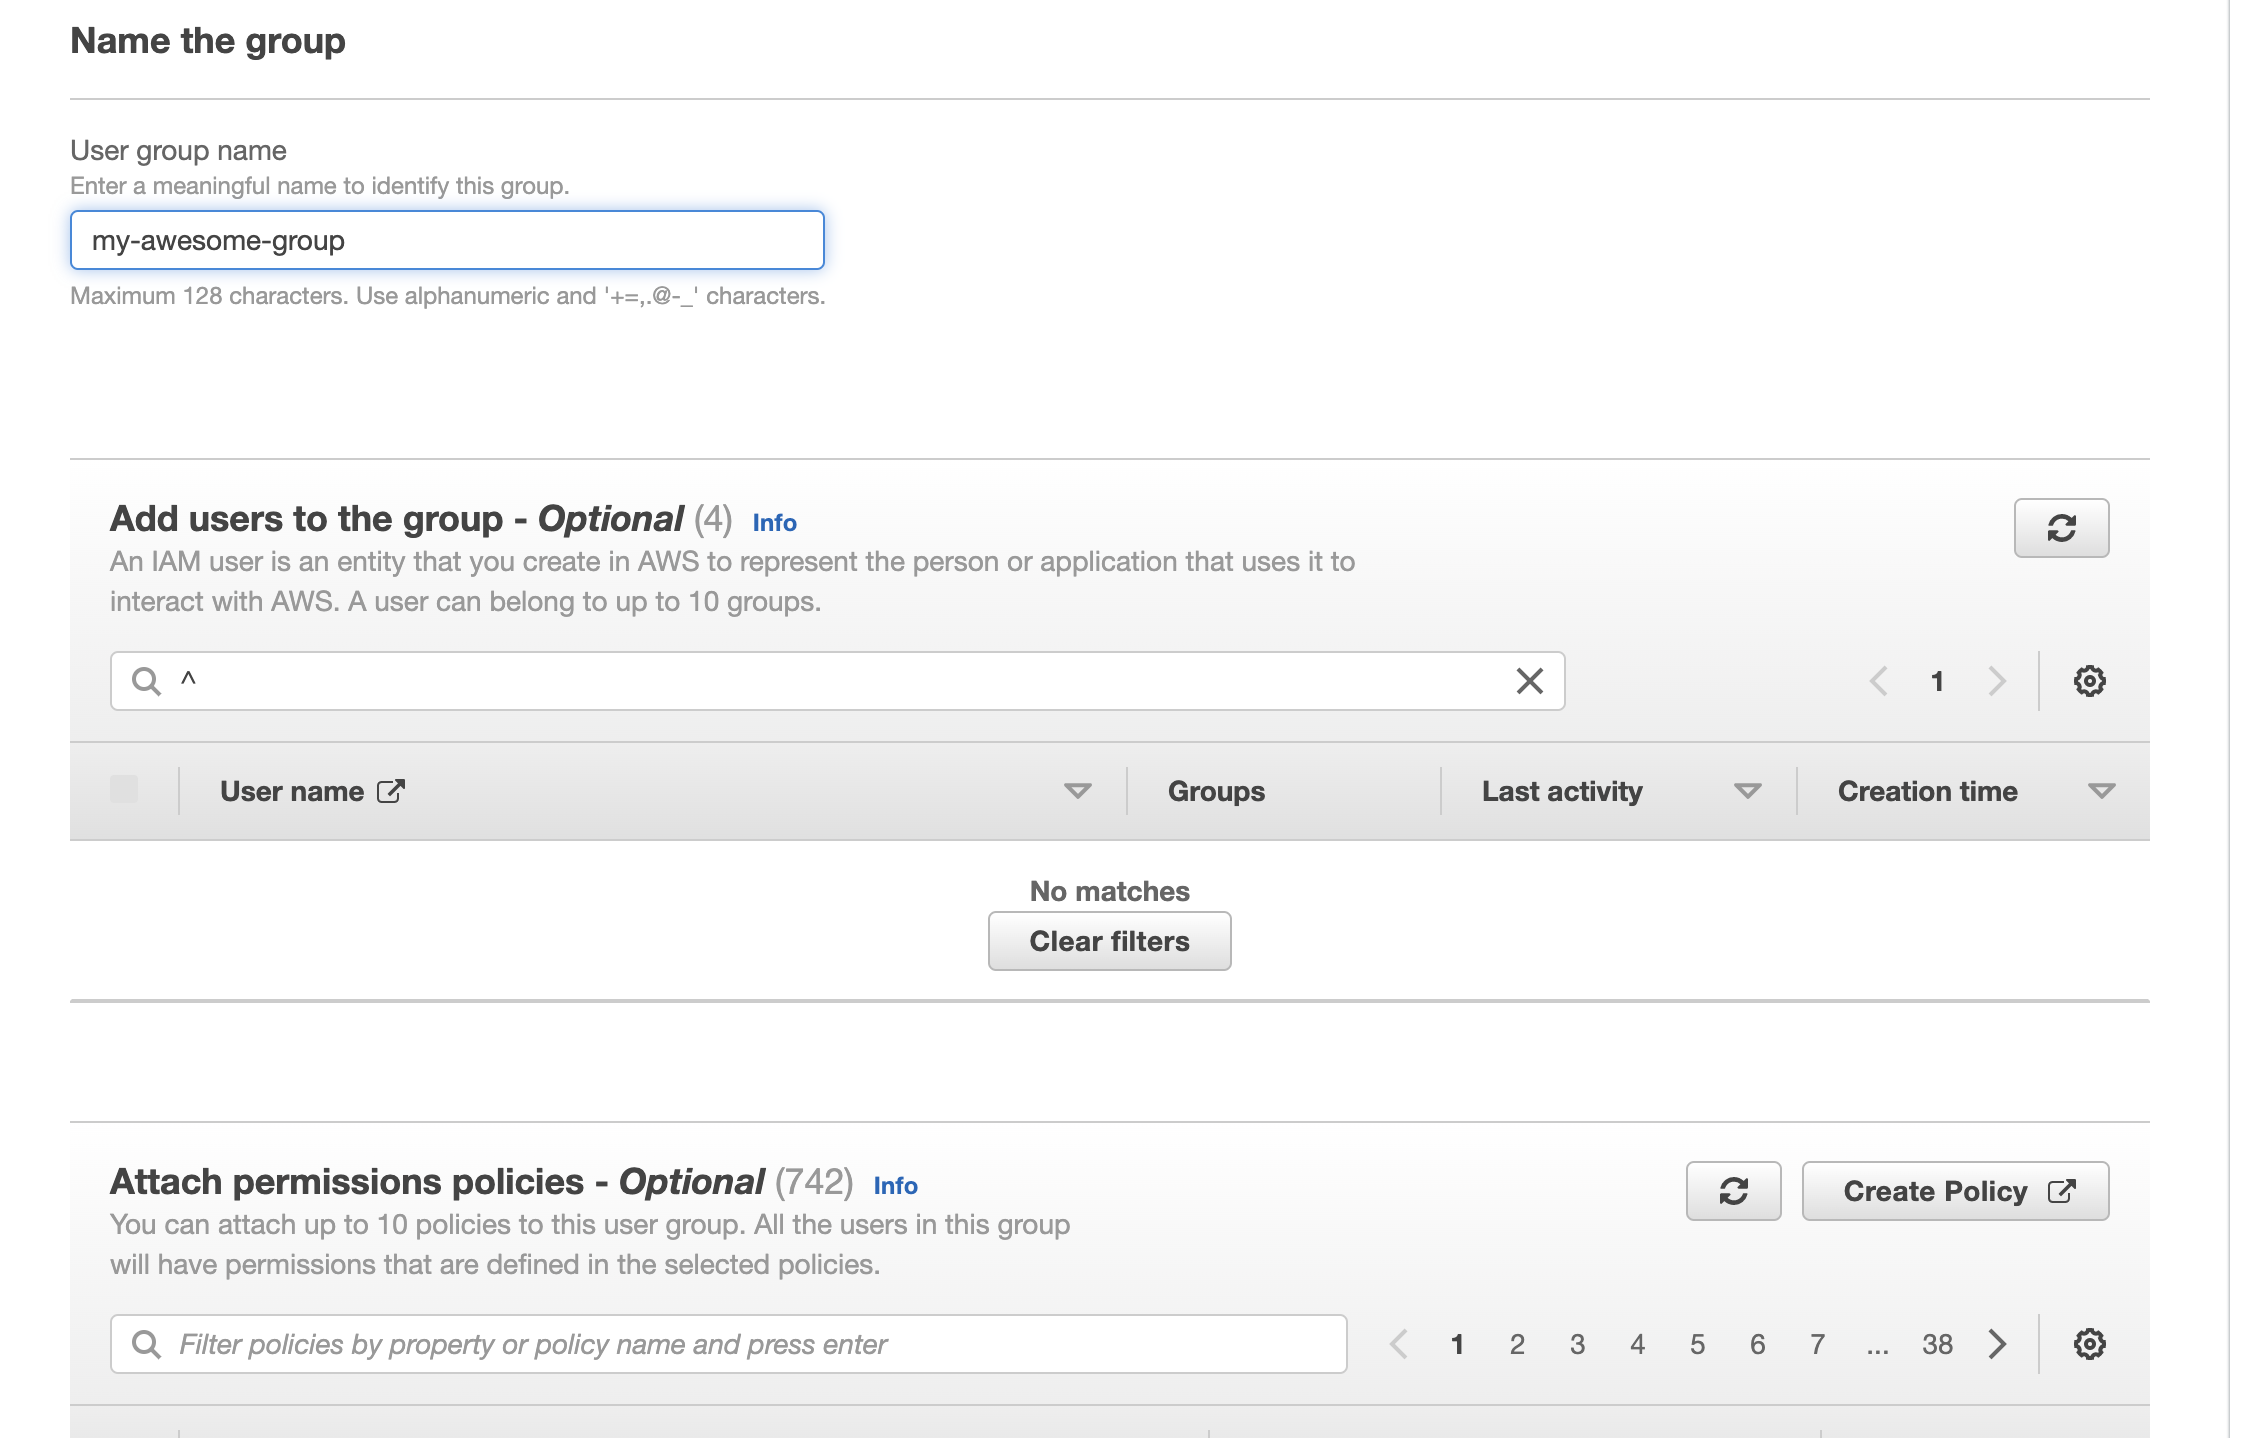 Name the group
User group name
Enter a meaningful name to identify this group.
my-awesome-group
Maximum 128 characters. Use alphanumeric and '+=,.@-_' characters.
Add users to the group - Optional (4) Info
An IAM user is an entity that you create in AWS to represent the person or application that uses it to
interact with AWS. A user can belong to up to 10 groups.
^
1
User name Groups Last activity Creation time
No matches
Clear filters
Attach permissions policies - Optional (742) Info
Create Policy
You can attach up to 10 policies to this user group. All the users in this group
will have permissions that are defined in the selected policies.
Filter policies by property or policy name and press enter
1 2 3 4 5 6 7 ... 38